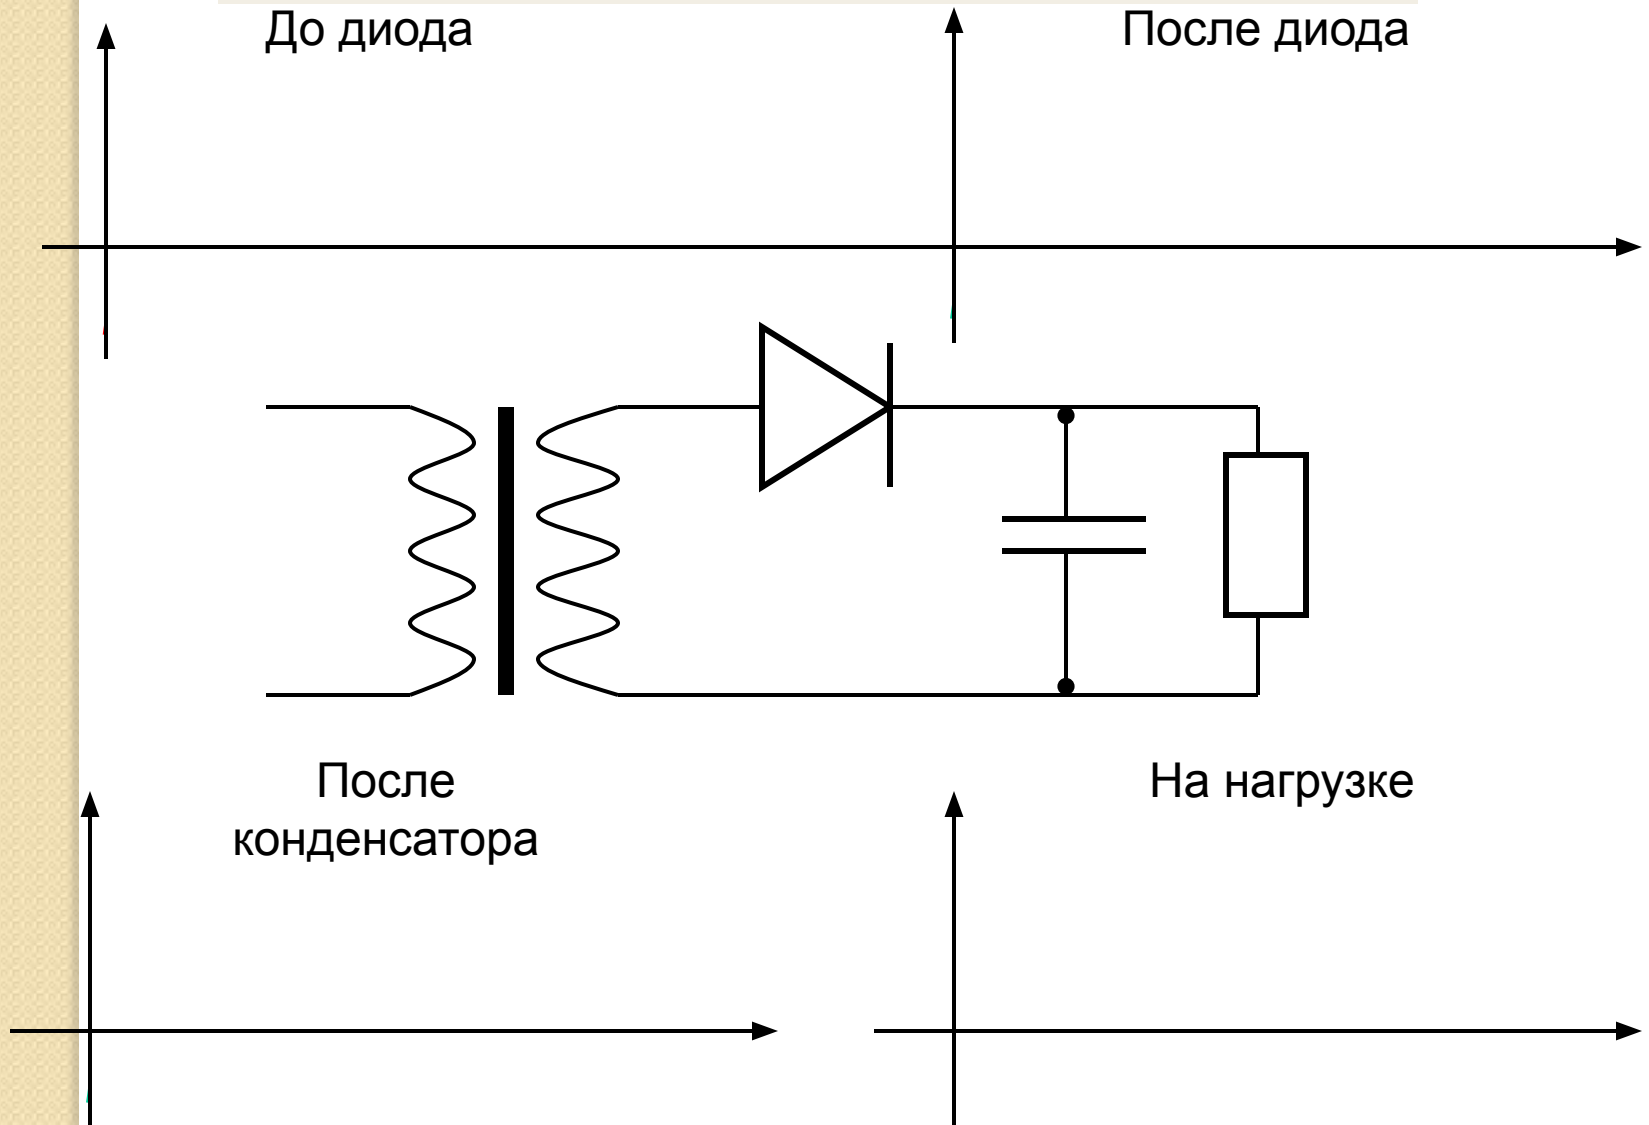 До диода
После диода
После
конденсатора
На нагрузке